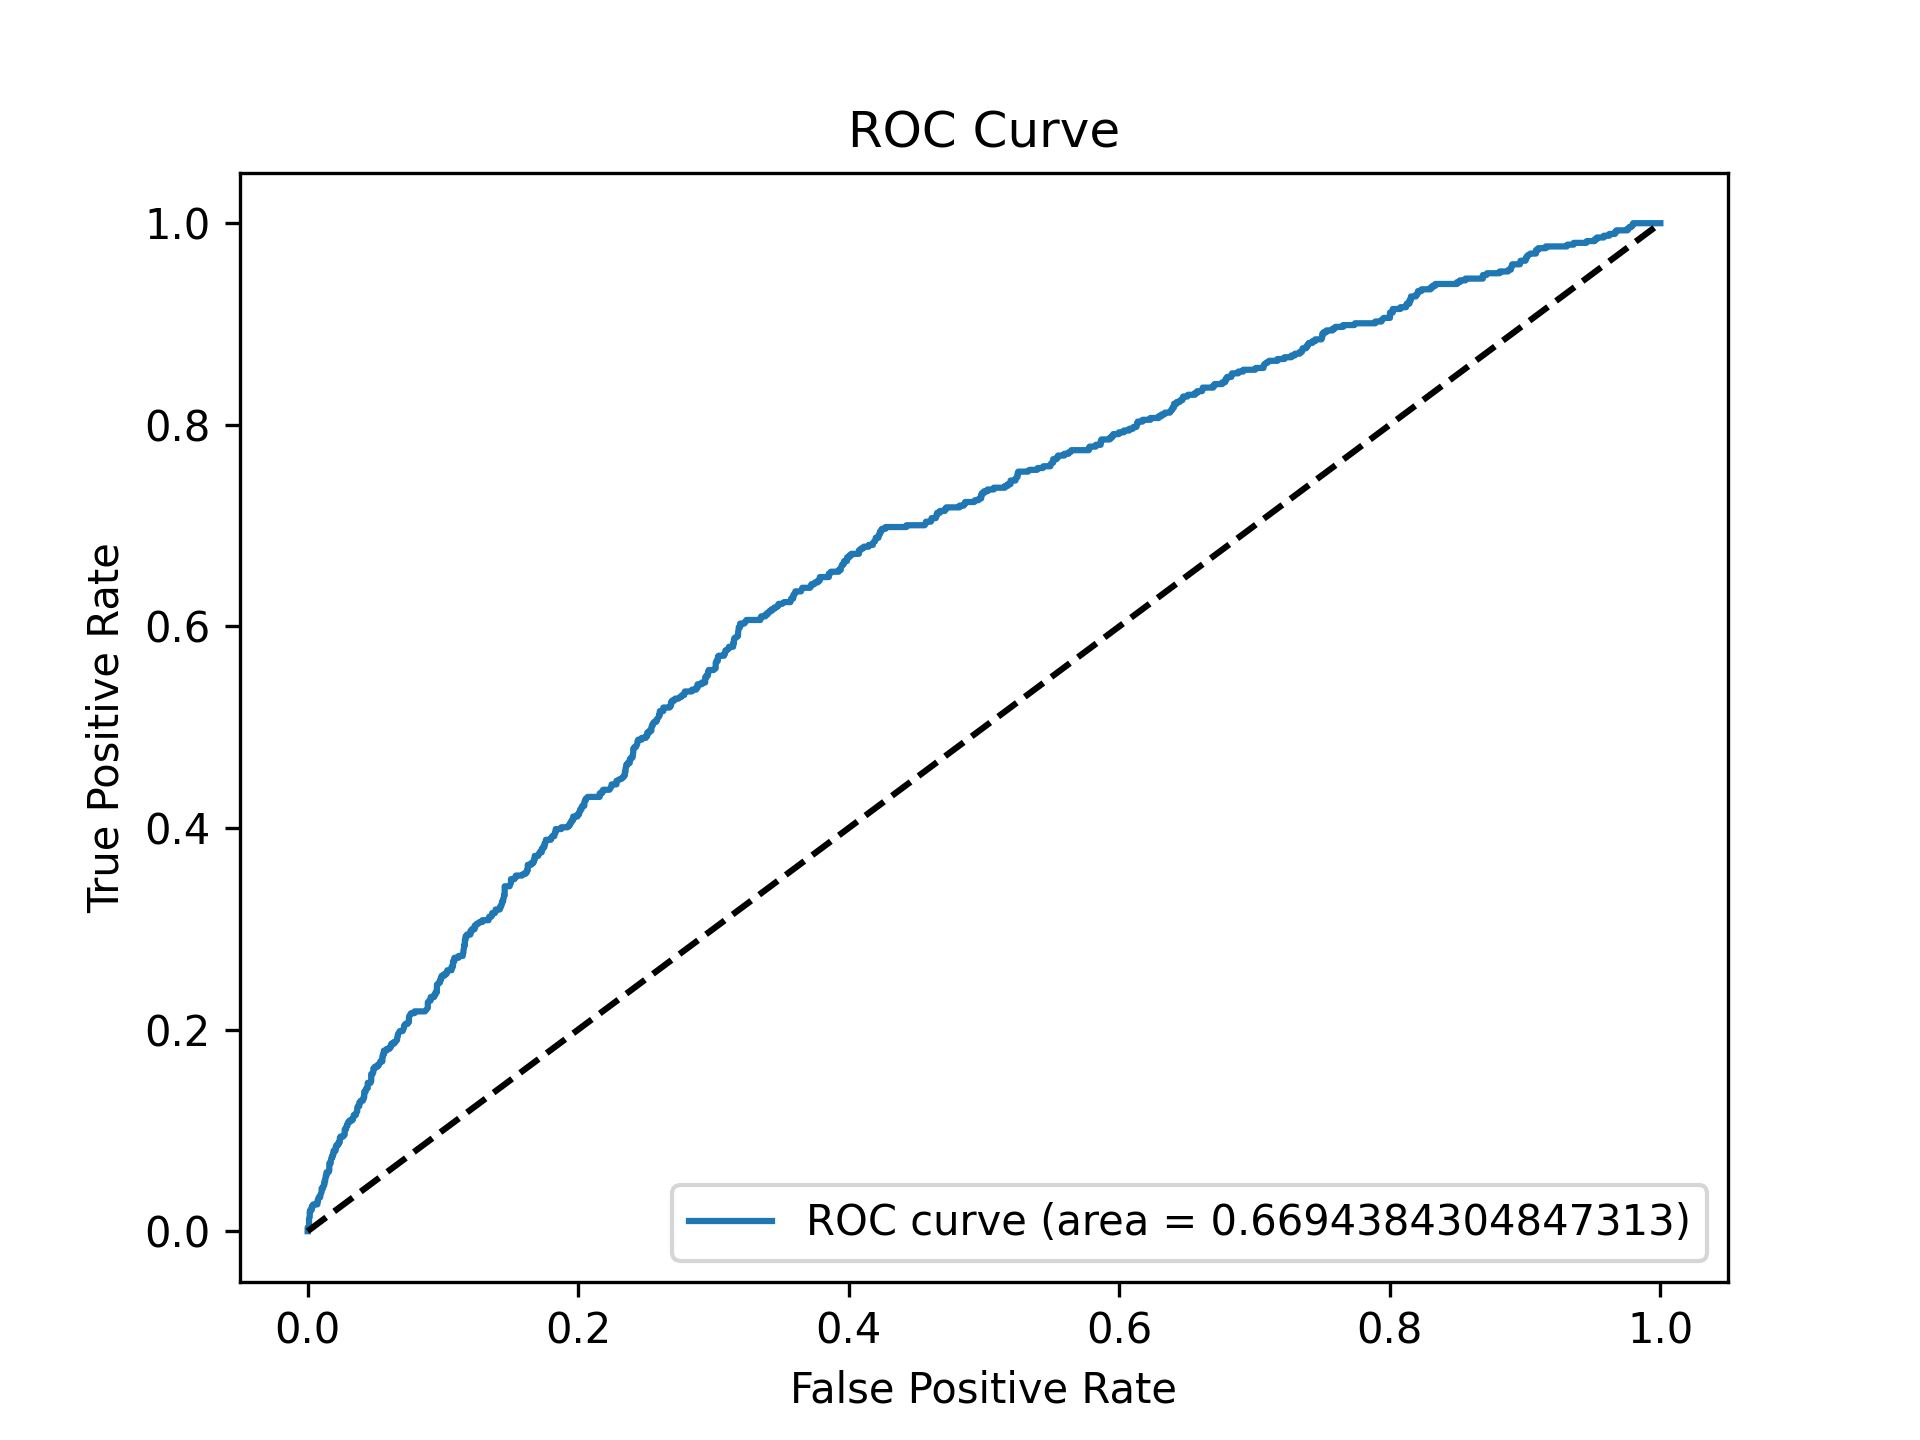 ROC Curve
1.0
0.8
0.6
0.4
0.2
0.0
True Positive Rate
ROC curve (area = 0.6694384304847313)
0.0 0.2 0.4 0.6 0.8 1.0
False Positive Rate